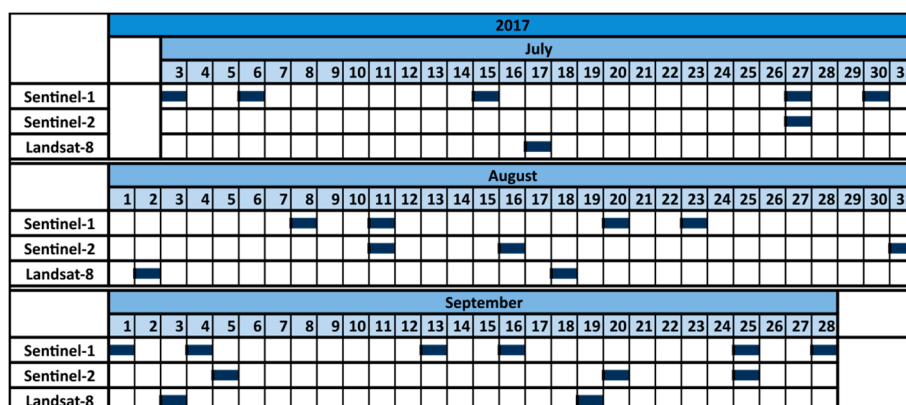 2017
July
3 4 5 6 7 8 9 10 11 12 13 14 15 16 17 18 19 20 21 22 23 24 25 26 27 28 29 30 3
Sentinel-1
Sentinel-2
Landsat-8
August
1 2 3 4 5 6 7 8 9 10 11 12 13 14 15 16 17 18 19 20 21 22 23 24 25 26 27 28 29 30 3
Sentinel-1
Sentinel-2
Landsat-8
September
1 2 3 4 5 6 7 8 9 10 11 12 13 14 15 16 17 18 19 20 21 22 23 24 25 26 27 28
Sentinel-1
Sentinel-2
Landsat-8